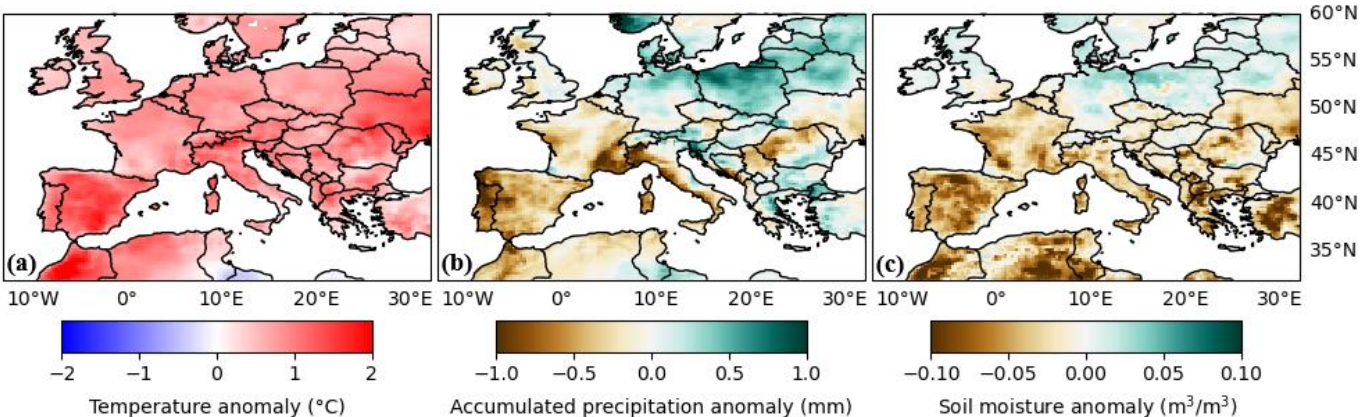 60°N
55°N
50°N
45°N
40°N
35°N
(a) (b) (c)
10°W 0° 10°E 20°E 30°E 10°W 0° 10°E 20°E 30°E 10°W 0° 10°E 20°E 30°E
−2 −1 0 1 2 −1.0 −0.5 0.0 0.5 1.0 −0.10 −0.05 0.00 0.05 0.10
Temperature anomaly (°C) Accumulated precipitation anomaly (mm) Soil moisture anomaly (m³/m³)